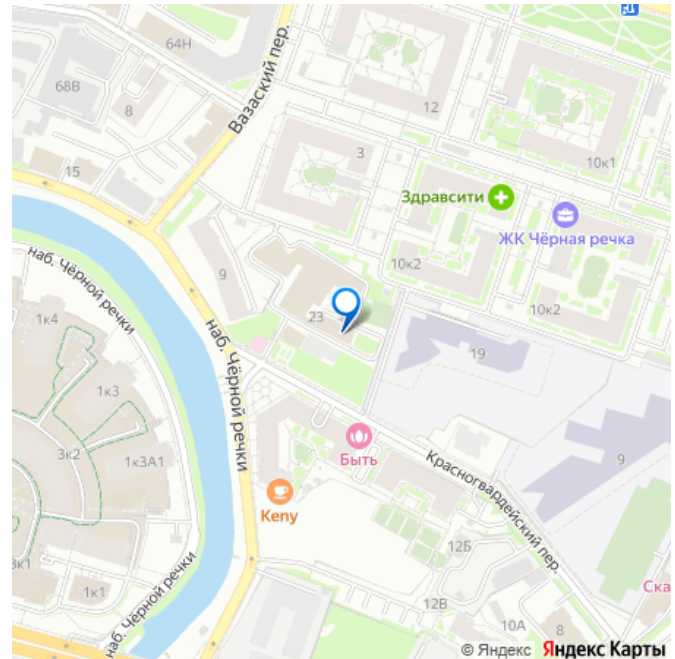 64Н
68В
8
Вазаский пер.
12
15
3
10к1
Здравсити
ЖК Чёрная речка
наб. Чёрной речки
9
10к2
10к2
1к4
23
наб. Чёрной речки
19
1к3
3к2
1к3А1
Быть
Красногвардейский пер.
9
Keny
12Б
3к1
1к1
наб. Чёрной речки
12В
10А
8
Ска
© Яндекс Яндекс Карты